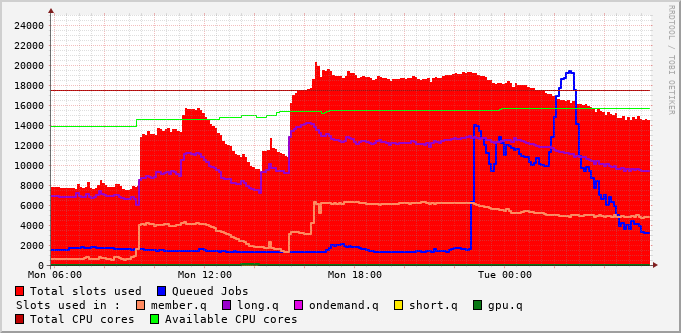 RRDTOOL / TOBI OETIKER
24000
22000
20000
18000
16000
14000
12000
10000
8000
6000
4000
2000
0
Mon 06:00 Mon 12:00 Mon 18:00 Tue 00:00
Total slots used Queued Jobs
Slots used in : member.q long.q ondemand.q short.q gpu.q
Total CPU cores Available CPU cores